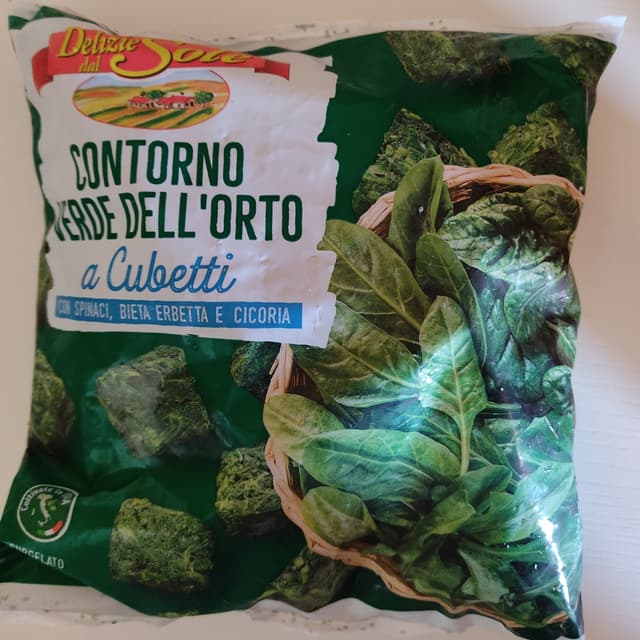 Delizie
dal Sole
CONTORNO
VERDE DELL'ORTO
a Cubetti
CON SPINACI, BIETA ERBETTA E CICORIA
SURGELATO